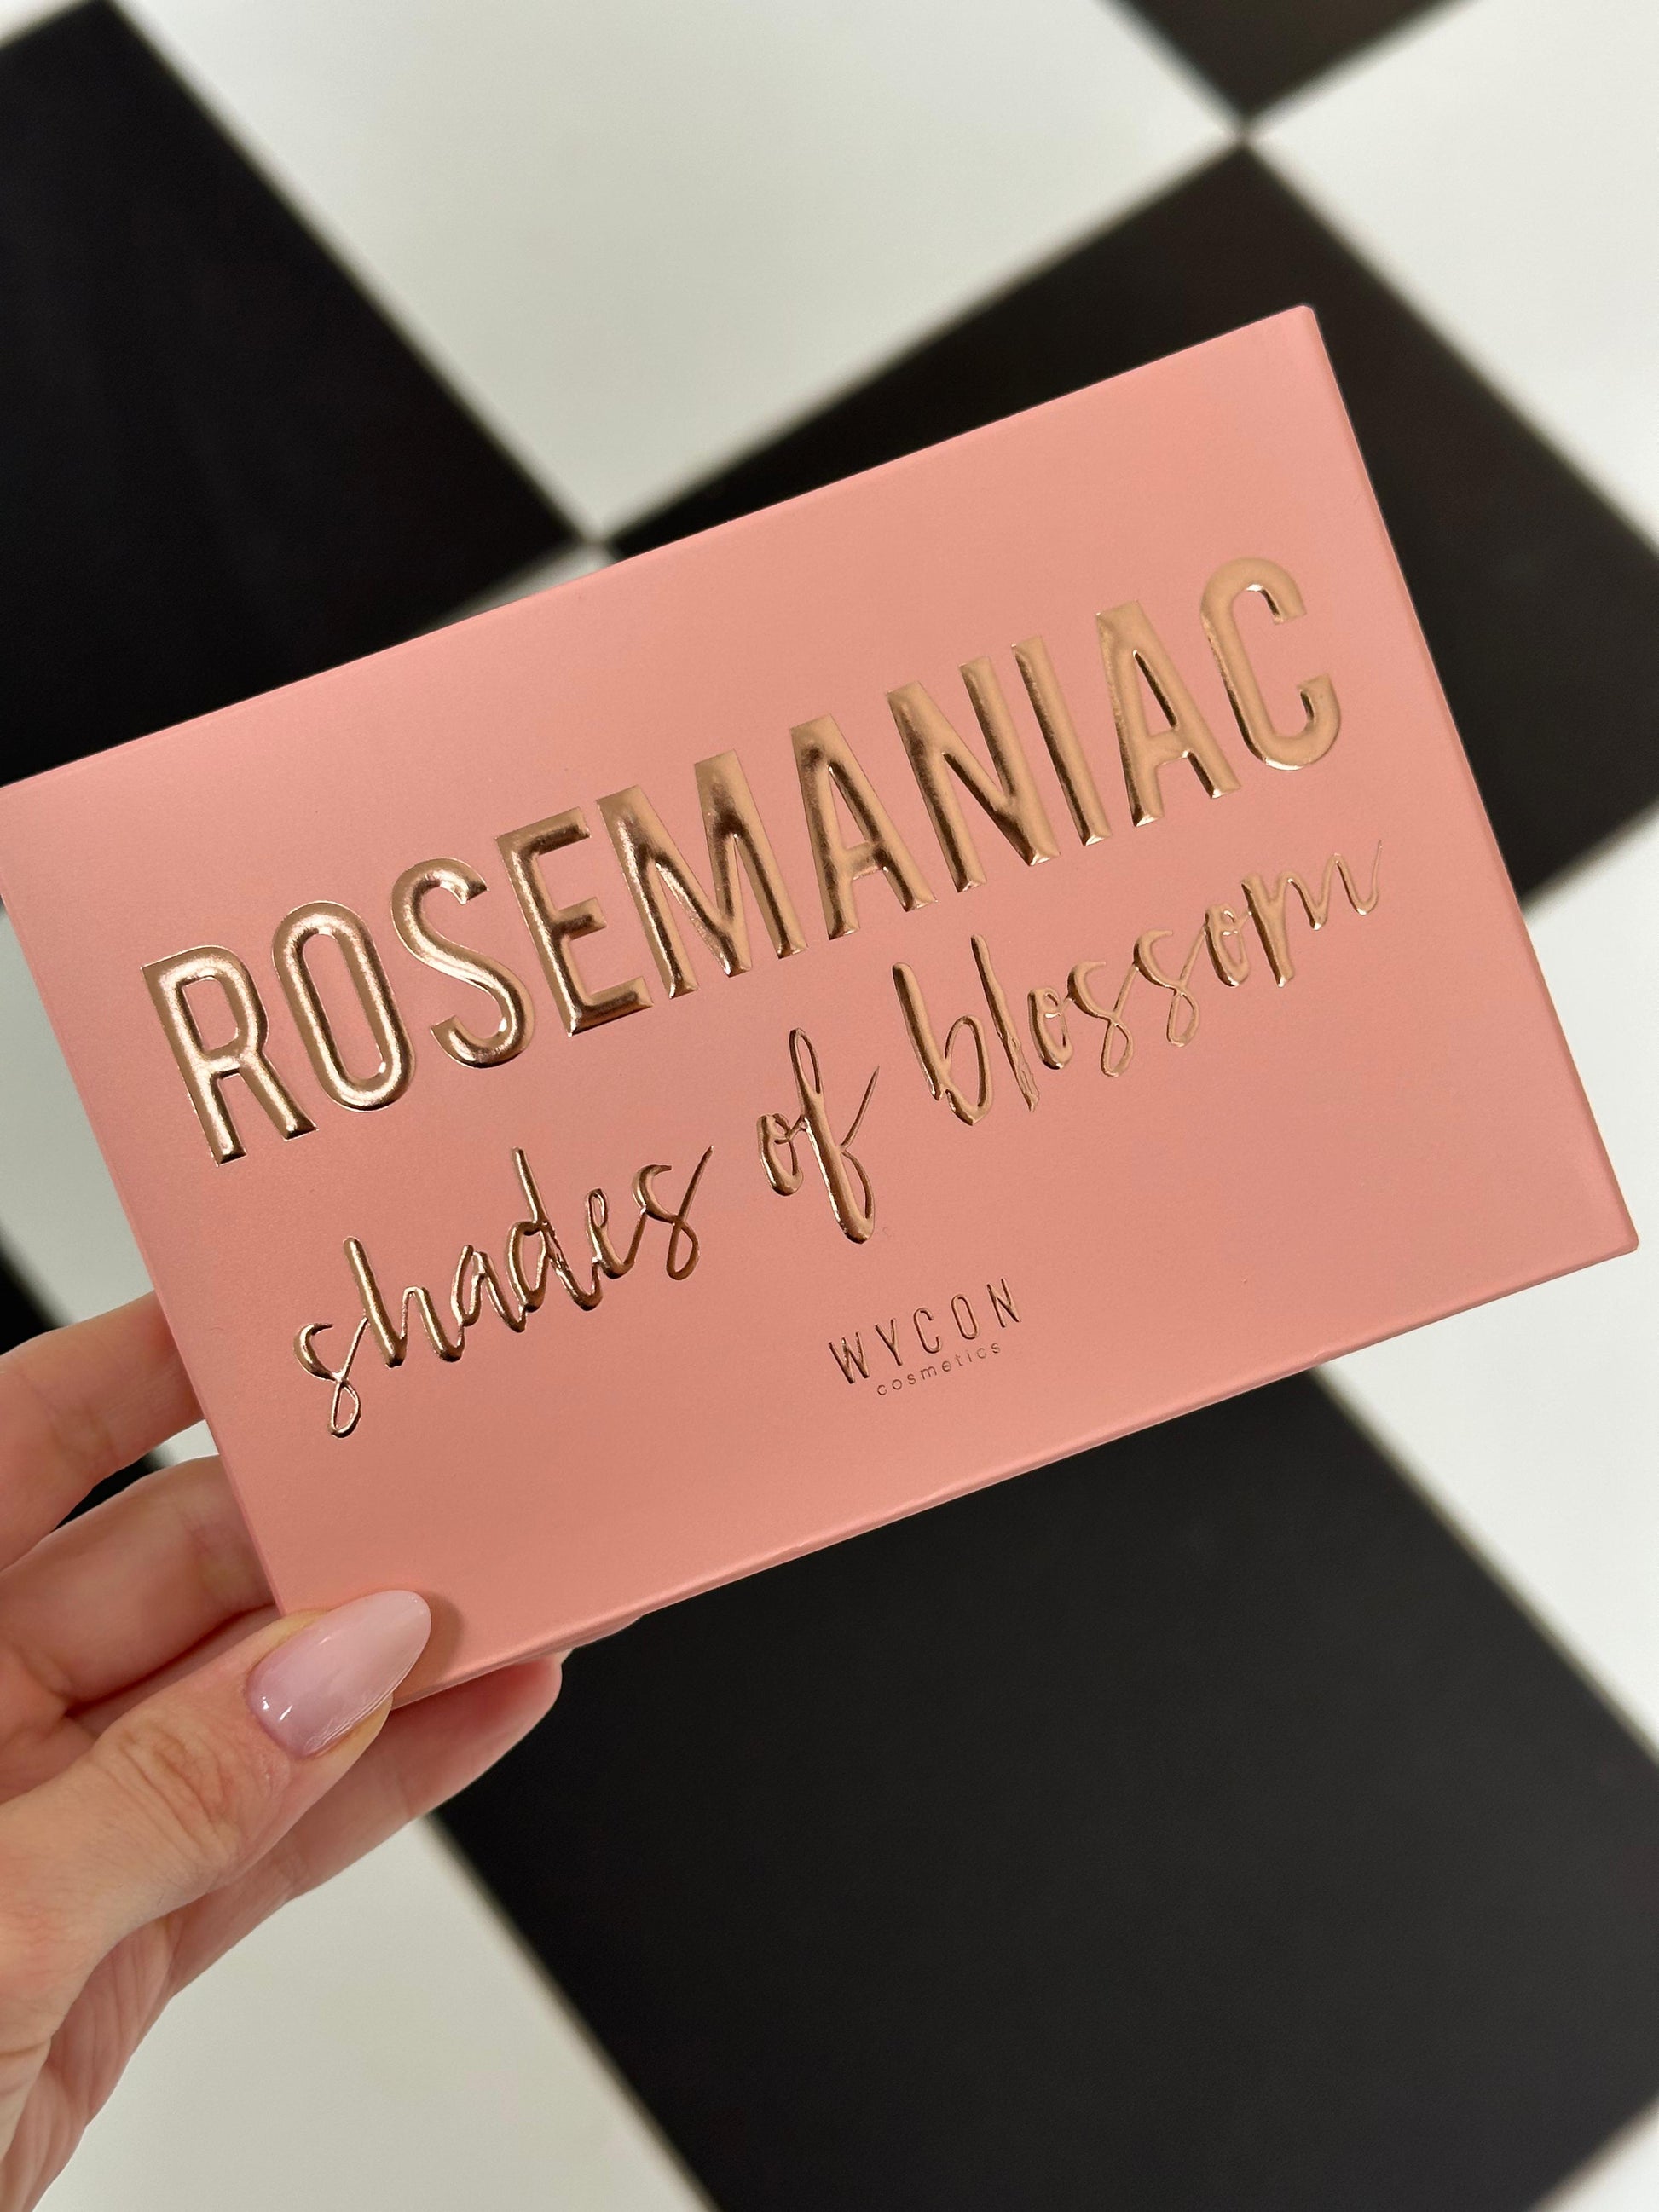 ROSEMANIAC
shades of blossom
WYCON
cosmetics